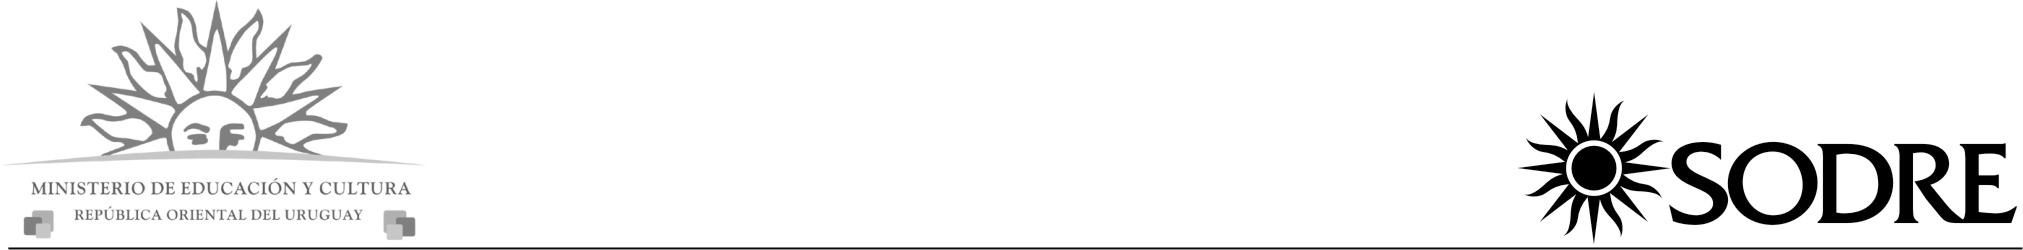 MINISTERIO DE EDUCACIÓN Y CULTURA
REPÚBLICA ORIENTAL DEL URUGUAY
SODRE